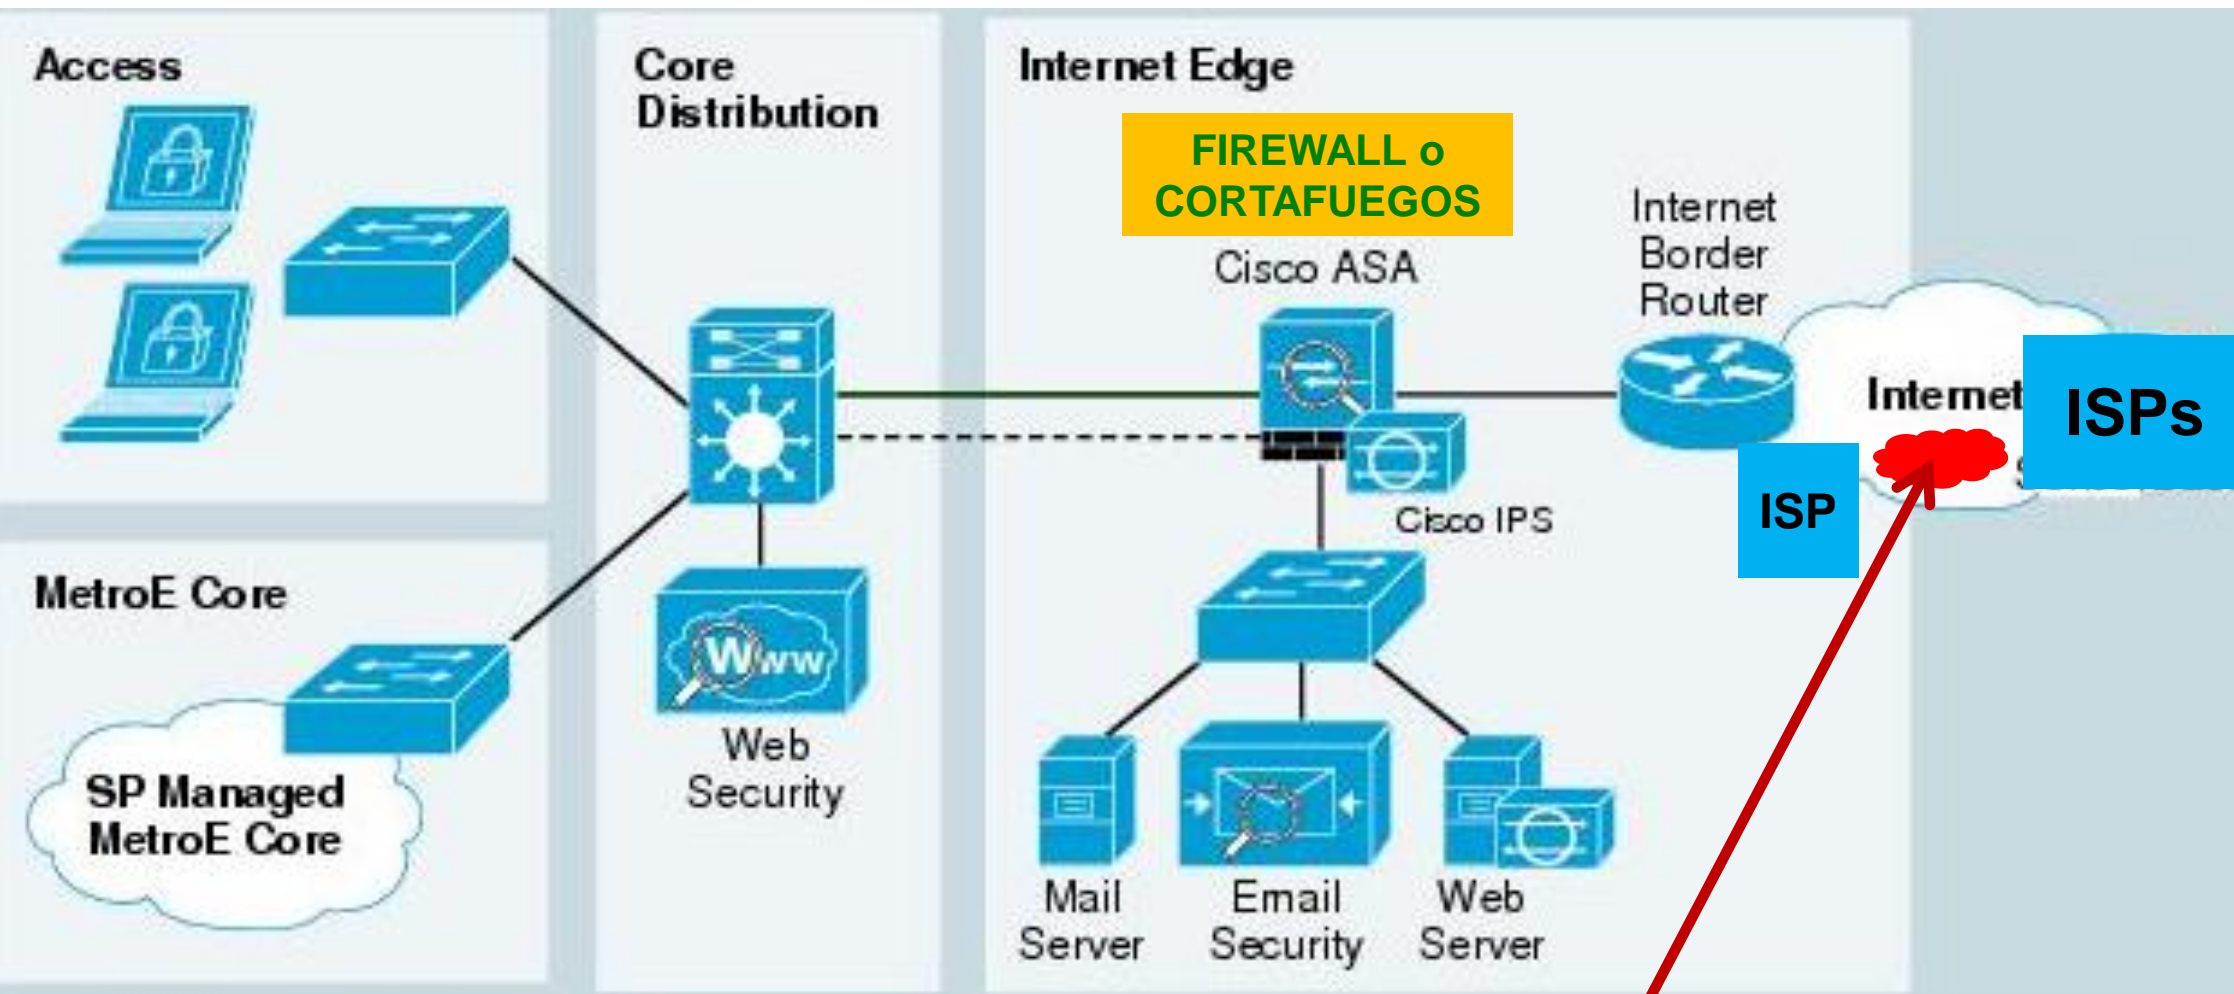 Access
Core
Distribution
Internet Edge
FIREWALL o
CORTAFUEGOS
Cisco ASA
Internet
Border
Router
Internet
ISPs
ISP
Cisco IPS
MetroE Core
SP Managed
MetroE Core
Www
Web
Security
Mail
Server
Email
Security
Web
Server